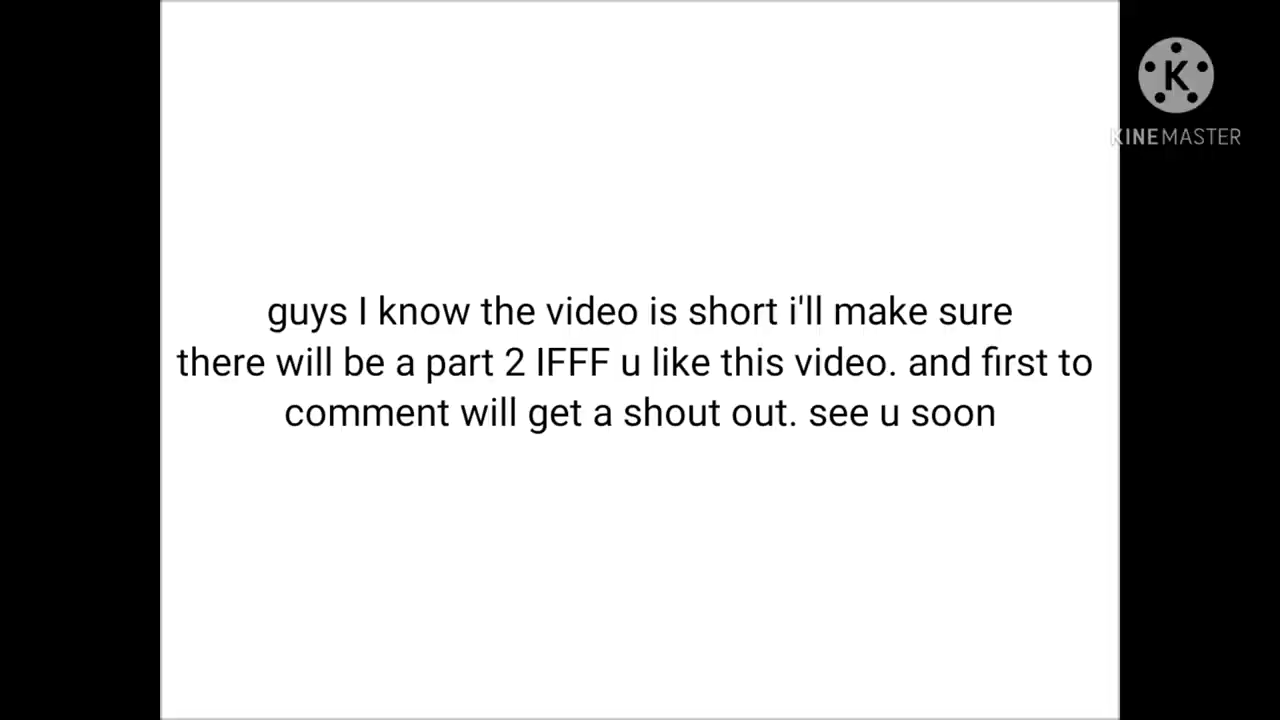 K
KINEMASTER
guys I know the video is short i'll make sure
there will be a part 2 IFFF u like this video. and first to
comment will get a shout out. see u soon